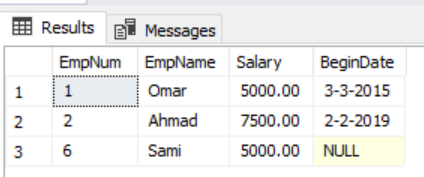 Results Messages
EmpNum EmpName Salary BeginDate
1 1 Omar 5000.00 3-3-2015
2 2 Ahmad 7500.00 2-2-2019
3 6 Sami 5000.00 NULL